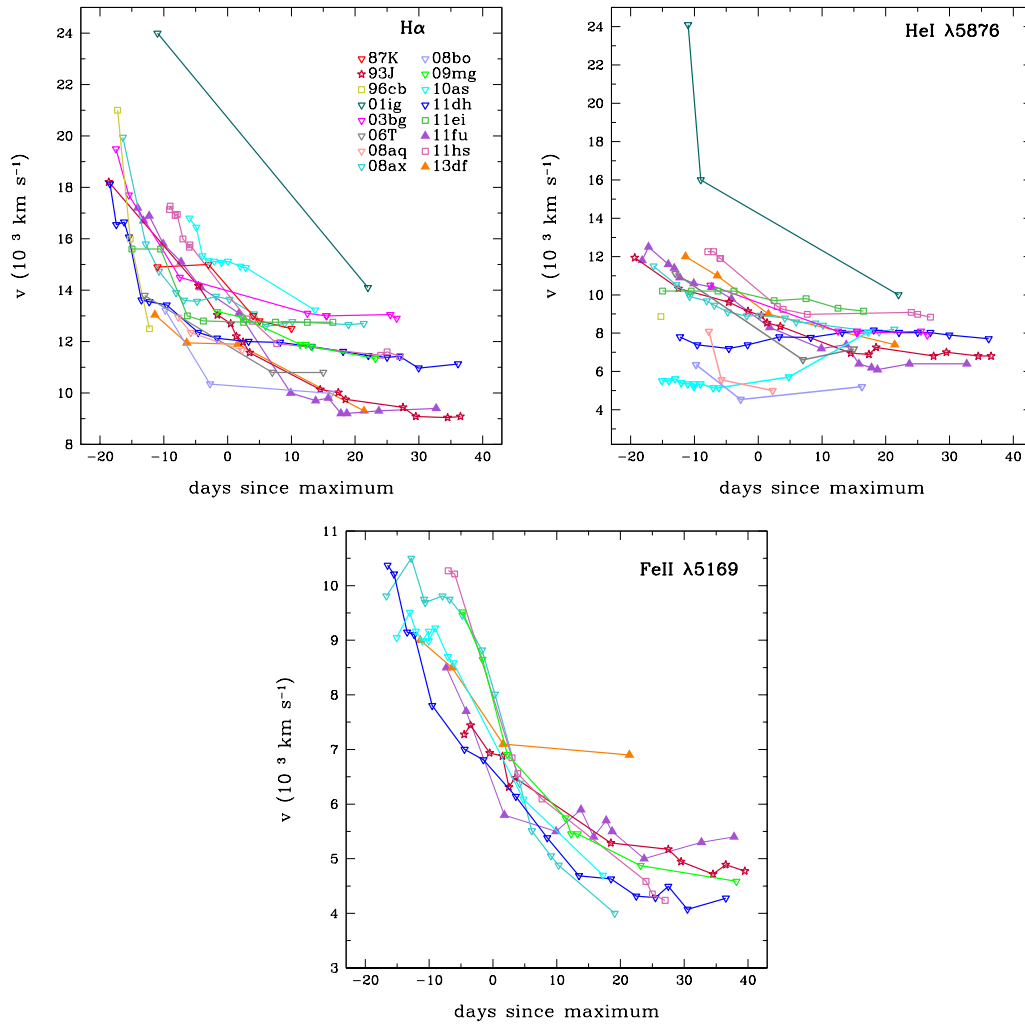 Hα
87K 08bo
93J 09mg
96cb 10as
01ig 11dh
03bg 11ei
06T 11fu
08aq 11hs
08ax 13df
24
22
20
18
16
14
12
10
8
v (10 ³ km s⁻¹)
−20 −10 0 10 20 30 40
days since maximum
HeI λ5876
24
22
20
18
16
14
12
10
8
6
4
v (10 ³ km s⁻¹)
−20 −10 0 10 20 30 40
days since maximum
FeII λ5169
11
10
9
8
7
6
5
4
3
v (10 ³ km s⁻¹)
−20 −10 0 10 20 30 40
days since maximum